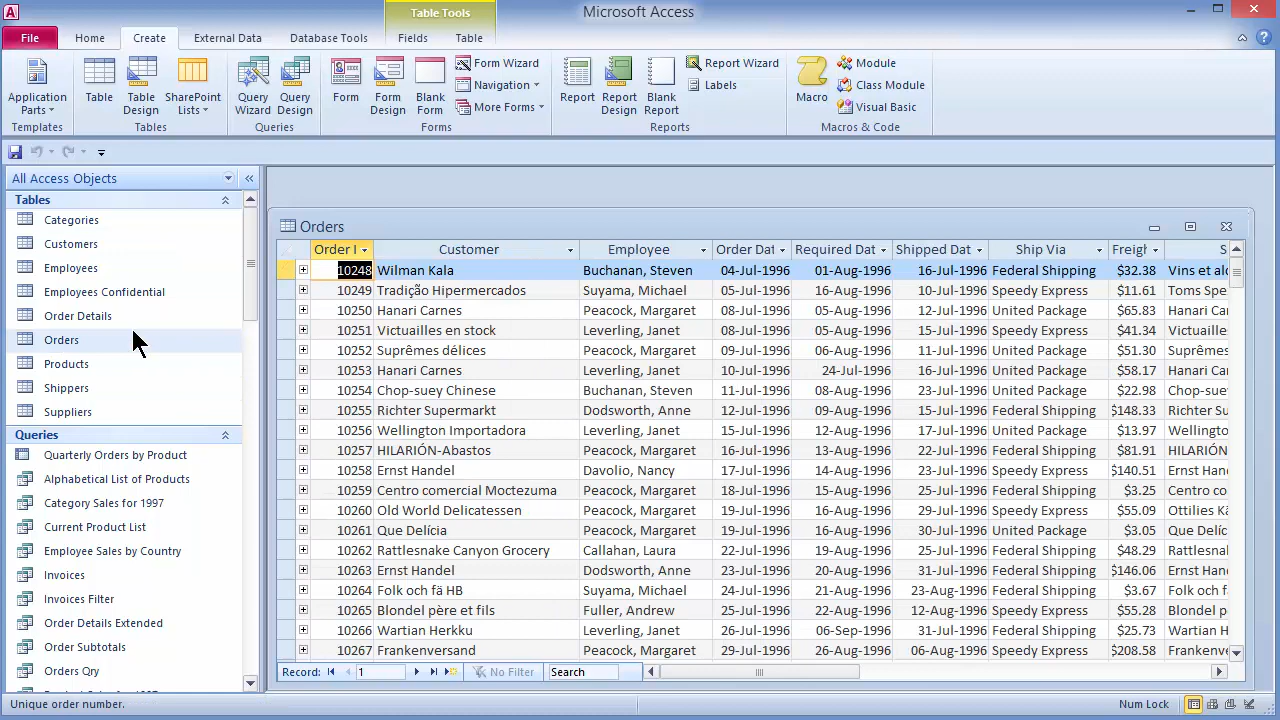 Table Tools
Microsoft Access
File Home Create External Data Database Tools Fields Table
Application Parts Table Table Design SharePoint Lists Query Wizard Query Design Form Form Design Blank Form Form Wizard Navigation More Forms Report Report Design Blank Report Report Wizard Labels Macro Module Class Module Visual Basic
Templates Tables Queries Forms Reports Macros & Code
All Access Objects
Tables
Categories
Customers
Employees
Employees Confidential
Order Details
Orders
Products
Shippers
Suppliers
Queries
Quarterly Orders by Product
Alphabetical List of Products
Category Sales for 1997
Current Product List
Employee Sales by Country
Invoices
Invoices Filter
Order Details Extended
Order Subtotals
Orders Qry
Orders
Order I Customer Employee Order Dat Required Dat Shipped Dat Ship Via Freigh S
10248 Wilman Kala Buchanan, Steven 04-Jul-1996 01-Aug-1996 16-Jul-1996 Federal Shipping $32.38 Vins et alc
10249 Tradição Hipermercados Suyama, Michael 05-Jul-1996 16-Aug-1996 10-Jul-1996 Speedy Express $11.61 Toms Spe
10250 Hanari Carnes Peacock, Margaret 08-Jul-1996 05-Aug-1996 12-Jul-1996 United Package $65.83 Hanari Car
10251 Victuailles en stock Leverling, Janet 08-Jul-1996 05-Aug-1996 15-Jul-1996 Speedy Express $41.34 Victuailles
10252 Suprêmes délices Peacock, Margaret 09-Jul-1996 06-Aug-1996 11-Jul-1996 United Package $51.30 Suprêmes
10253 Hanari Carnes Peacock, Margaret 10-Jul-1996 24-Jul-1996 16-Jul-1996 United Package $58.17 Hanari Car
10254 Chop-suey Chinese Buchanan, Steven 11-Jul-1996 08-Aug-1996 23-Jul-1996 United Package $22.98 Chop-suey
10255 Richter Supermarkt Dodsworth, Anne 12-Jul-1996 09-Aug-1996 15-Jul-1996 Federal Shipping $148.33 Richter Su
10256 Wellington Importadora Leverling, Janet 15-Jul-1996 12-Aug-1996 17-Jul-1996 United Package $13.97 Wellingtor
10257 HILARIÓN-Abastos Peacock, Margaret 16-Jul-1996 13-Aug-1996 22-Jul-1996 Federal Shipping $81.91 HILARIÓN
10258 Ernst Handel Davolio, Nancy 17-Jul-1996 14-Aug-1996 23-Jul-1996 Speedy Express $140.51 Ernst Hand
10259 Centro comercial Moctezuma Peacock, Margaret 18-Jul-1996 15-Aug-1996 25-Jul-1996 Federal Shipping $3.25 Centro co
10260 Old World Delicatessen Peacock, Margaret 19-Jul-1996 16-Aug-1996 29-Jul-1996 Speedy Express $55.09 Ottilies Kä
10261 Que Delícia Peacock, Margaret 19-Jul-1996 16-Aug-1996 30-Jul-1996 United Package $3.05 Que Delíc
10262 Rattlesnake Canyon Grocery Callahan, Laura 22-Jul-1996 19-Aug-1996 25-Jul-1996 Federal Shipping $48.29 Rattlesna
10263 Ernst Handel Dodsworth, Anne 23-Jul-1996 20-Aug-1996 31-Jul-1996 Federal Shipping $146.06 Ernst Hand
10264 Folk och fä HB Suyama, Michael 24-Jul-1996 21-Aug-1996 23-Aug-1996 Federal Shipping $3.67 Folk och f
10265 Blondel père et fils Fuller, Andrew 25-Jul-1996 22-Aug-1996 12-Aug-1996 Speedy Express $55.28 Blondel p
10266 Wartian Herkku Leverling, Janet 26-Jul-1996 06-Sep-1996 31-Jul-1996 Federal Shipping $25.73 Wartian H
10267 Frankenversand Peacock, Margaret 29-Jul-1996 26-Aug-1996 06-Aug-1996 Speedy Express $208.58 Frankenve
Record: 1 No Filter Search
Unique order number. Num Lock